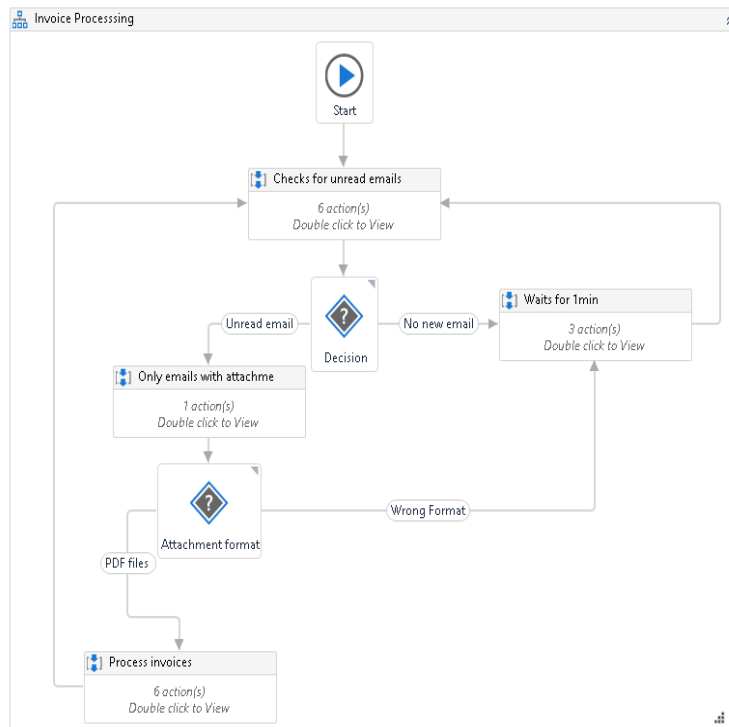 Invoice Processsing
Start
Checks for unread emails
6 action(s)
Double click to View
Unread email
No new email
Decision
Waits for 1min
3 action(s)
Double click to View
Only emails with attachme
1 action(s)
Double click to View
Attachment format
Wrong Format
PDF files
Process invoices
6 action(s)
Double click to View